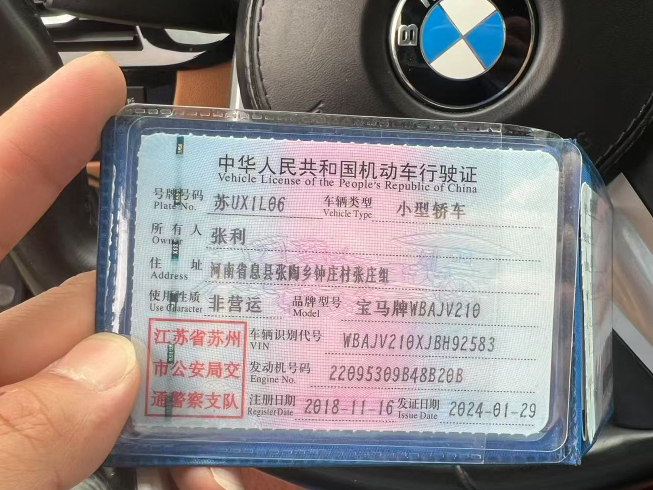 中华人民共和国机动车行驶证
Vehicle License of the People's Republic of China
号牌号码 苏UX1L06 车辆类型 小型轿车
Plate No. Vehicle Type
所有人 张利
Owner
住址 河南省息县张陶乡钟庄村张庄组
Address
使用性质 非营运 品牌型号 宝马牌WBAJV210
Use Character Model
江苏省苏州
市公安局交
通警察支队
车辆识别代号 WBAJV210XJBH92583
VIN
发动机号码 22095309B48B20B
Engine No.
注册日期 2018-11-16 发证日期 2024-01-29
Register Date Issue Date